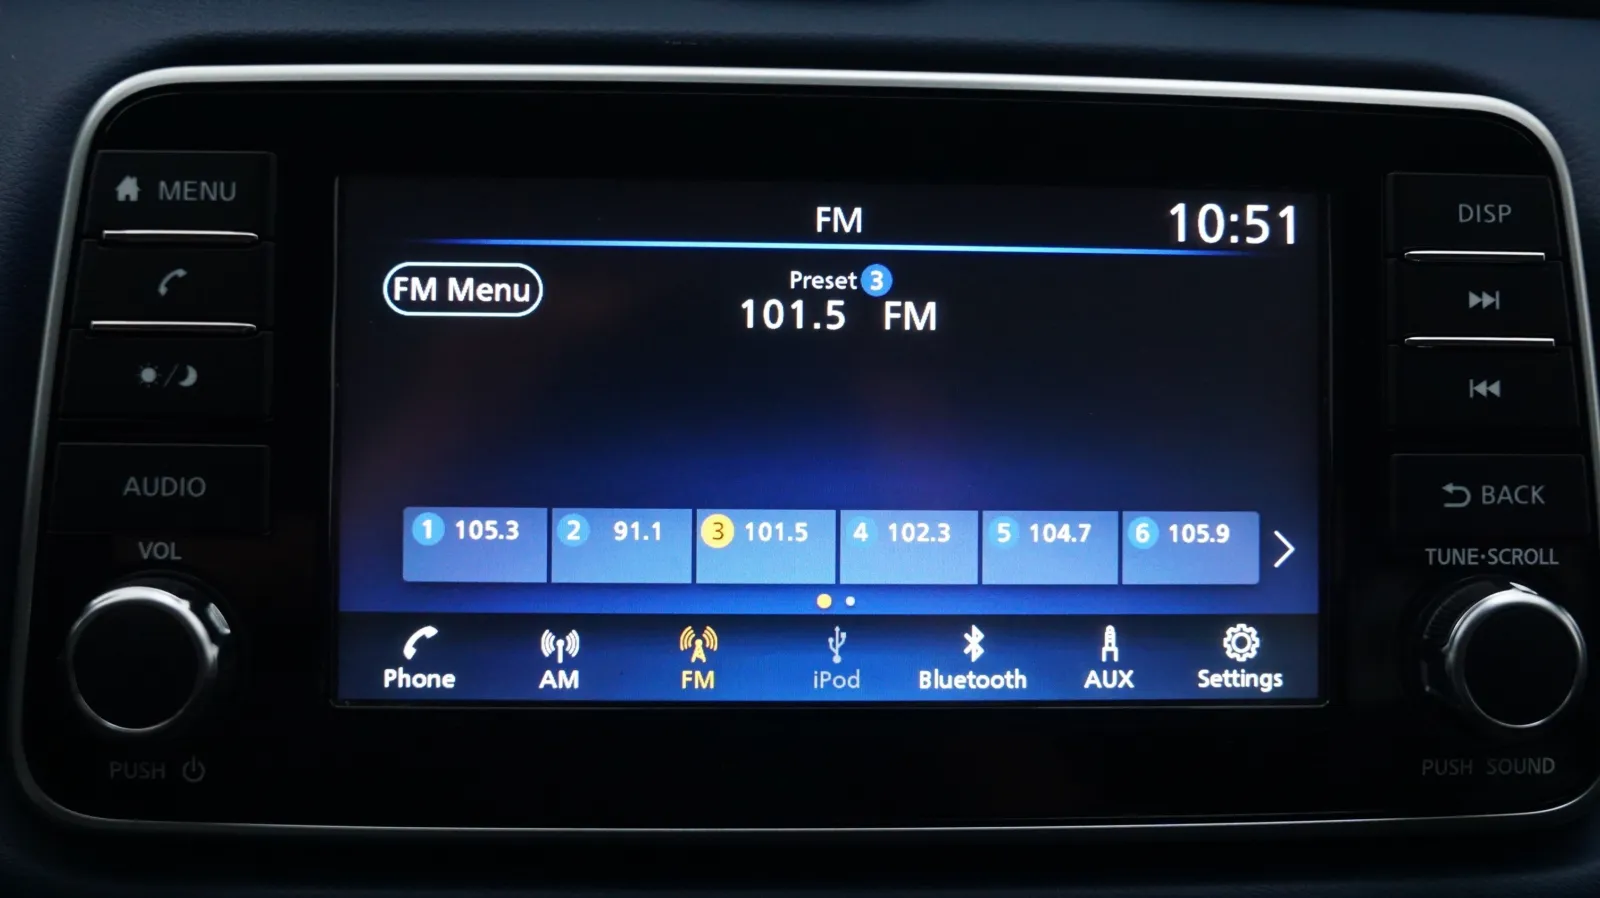 MENU
AUDIO
VOL
PUSH
FM
10:51
FM Menu
Preset 3
101.5 FM
1 105.3
2 91.1
3 101.5
4 102.3
5 104.7
6 105.9
Phone
AM
FM
iPod
Bluetooth
AUX
Settings
DISP
BACK
TUNE·SCROLL
PUSH SOUND